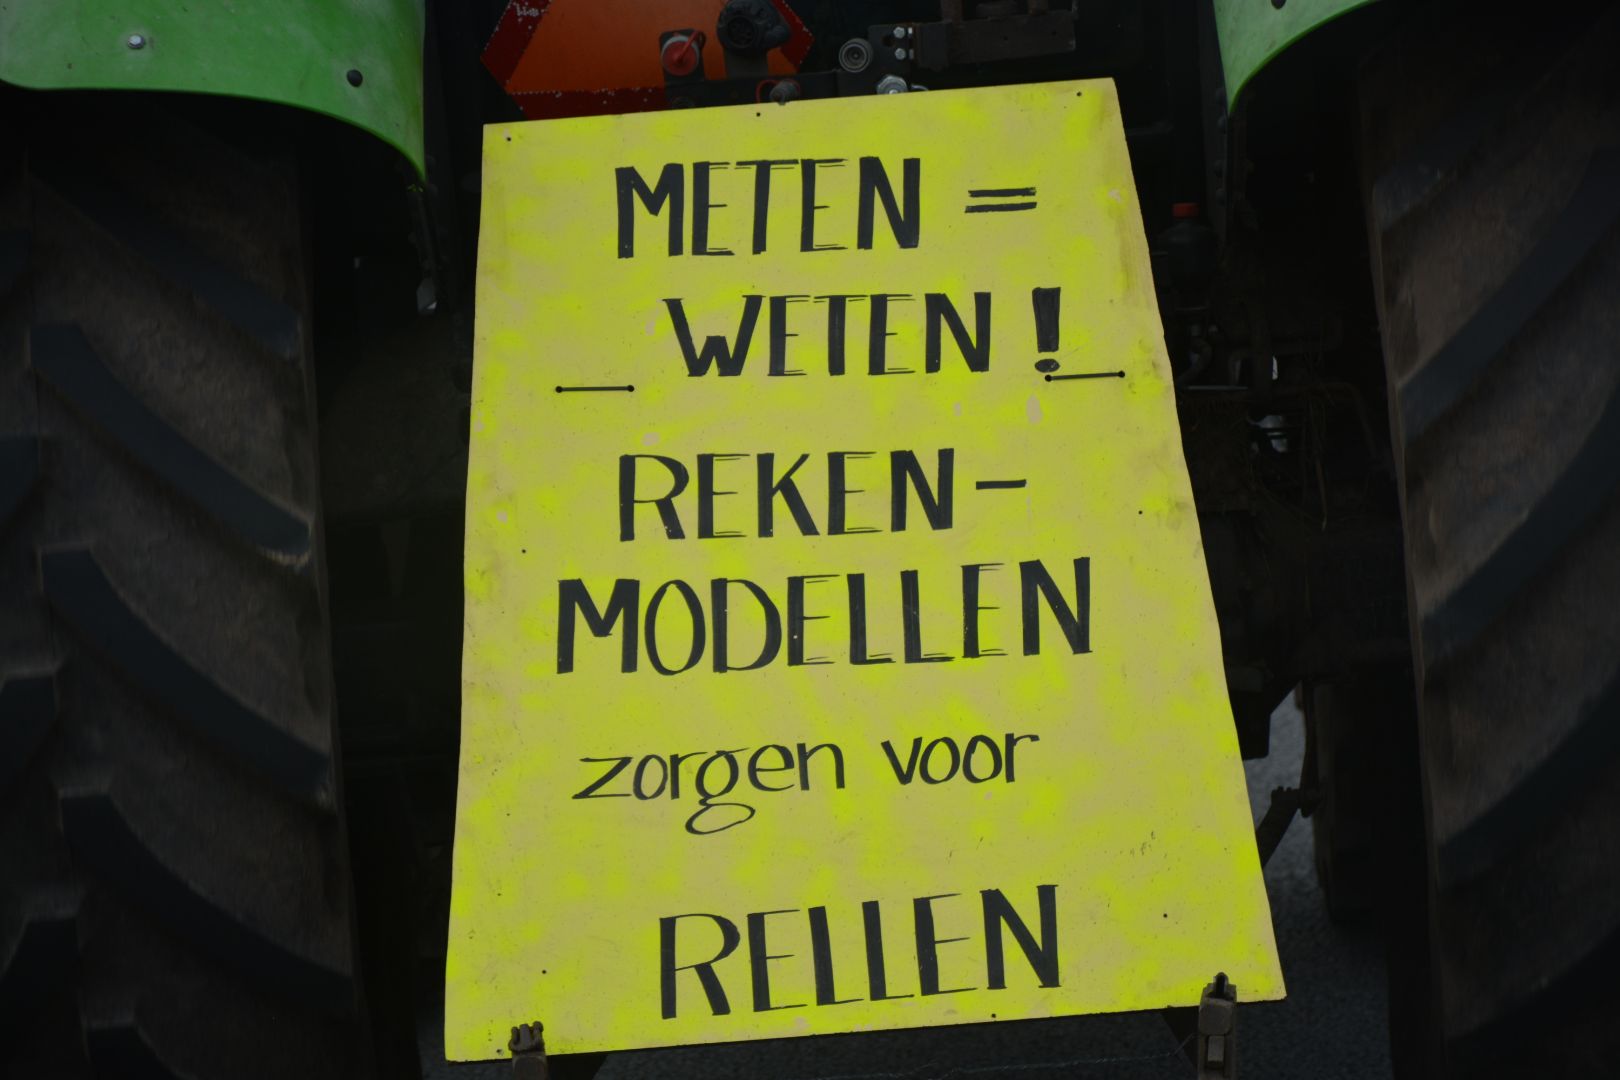 METEN =
WETEN!
REKEN-
MODELLEN
zorgen voor
RELLEN